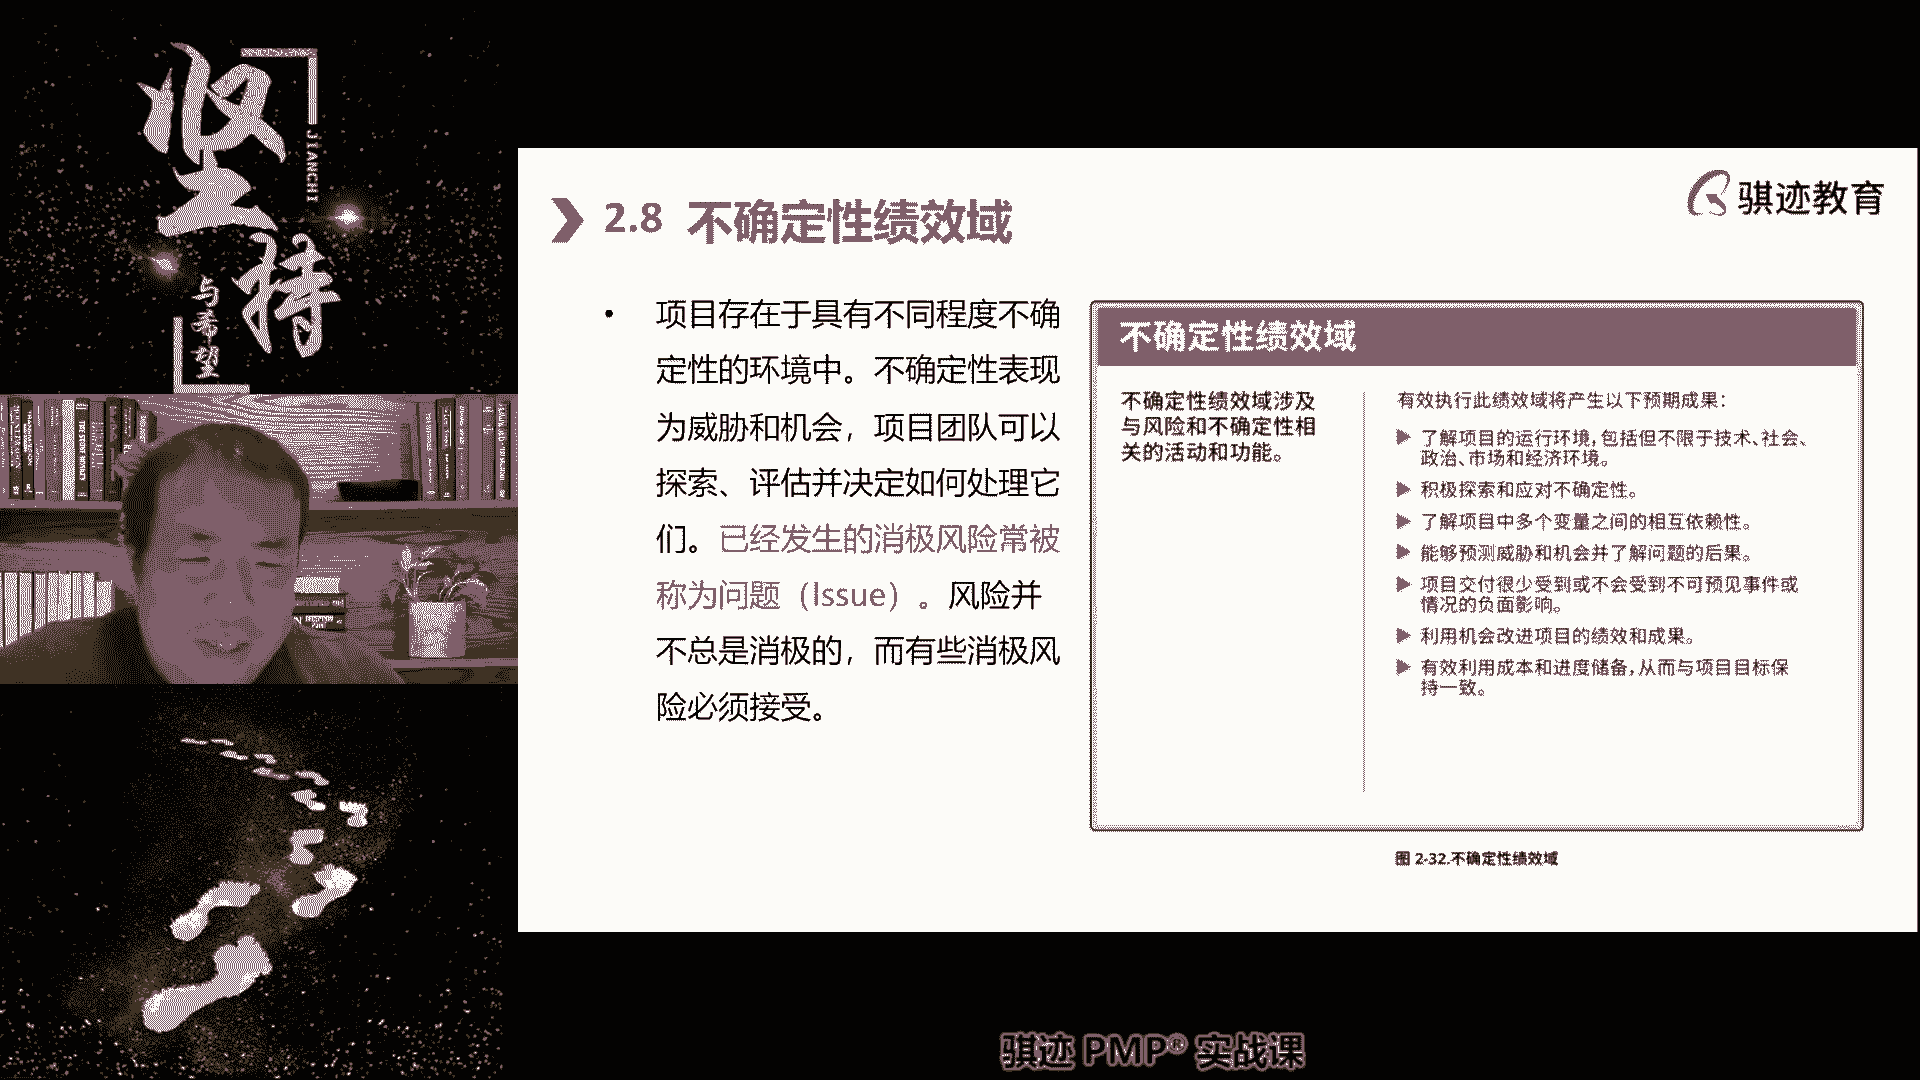 坚持
JIANCHI
与希望
骐迹教育
2.8 不确定性绩效域
• 项目存在于具有不同程度不确
定性的环境中。不确定性表现
为威胁和机会，项目团队可以
探索、评估并决定如何处理它
们。已经发生的消极风险常被
称为问题（Issue）。风险并
不总是消极的，而有些消极风
险必须接受。
不确定性绩效域
不确定性绩效域涉及
与风险和不确定性相
关的活动和功能。
有效执行此绩效域将产生以下预期成果：
了解项目的运行环境，包括但不限于技术、社会、
政治、市场和经济环境。
积极探索和应对不确定性。
了解项目中多个变量之间的相互依赖性。
能够预测威胁和机会并了解问题的后果。
项目交付很少受到或不会受到不可预见事件或
情况的负面影响。
利用机会改进项目的绩效和成果。
有效利用成本和进度储备，从而与项目目标保
持一致。
图 2-32.不确定性绩效域
骐迹 PMP® 实战课